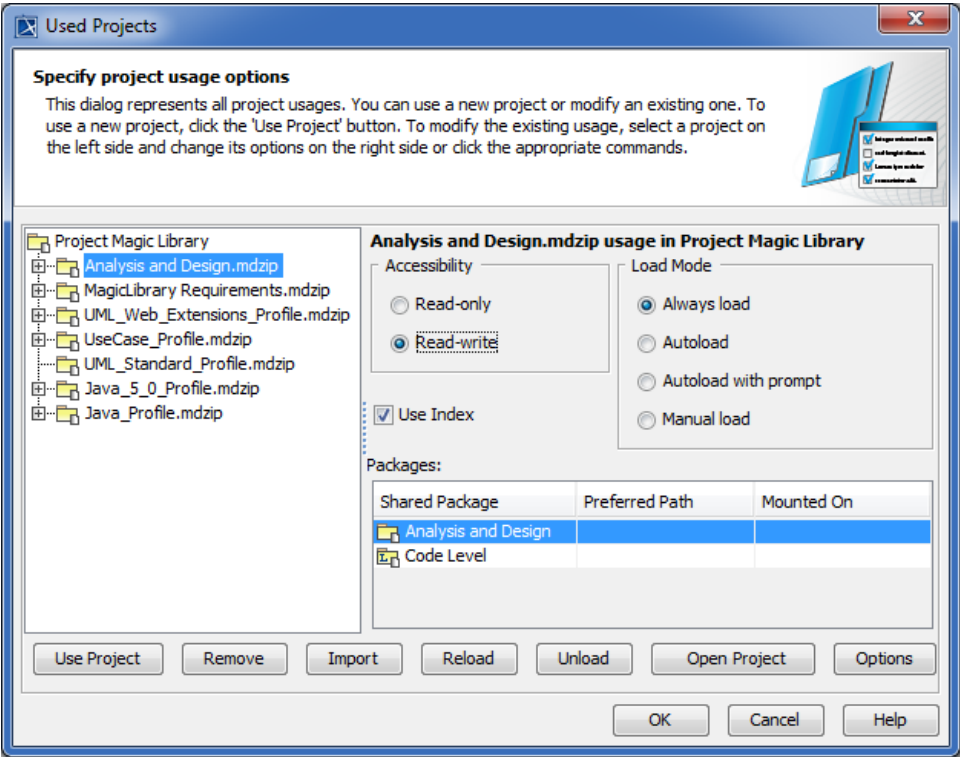 Used Projects
Specify project usage options
This dialog represents all project usages. You can use a new project or modify an existing one. To
use a new project, click the 'Use Project' button. To modify the existing usage, select a project on
the left side and change its options on the right side or click the appropriate commands.
Project Magic Library
Analysis and Design.mdzip
MagicLibrary Requirements.mdzip
UML_Web_Extensions_Profile.mdzip
UseCase_Profile.mdzip
UML_Standard_Profile.mdzip
Java_5_0_Profile.mdzip
Java_Profile.mdzip
Analysis and Design.mdzip usage in Project Magic Library
Accessibility
Read-only
Read-write
Load Mode
Always load
Autoload
Autoload with prompt
Manual load
Use Index
Packages:
Shared Package Preferred Path Mounted On
Analysis and Design
Code Level
Use Project Remove Import Reload Unload Open Project Options
OK Cancel Help